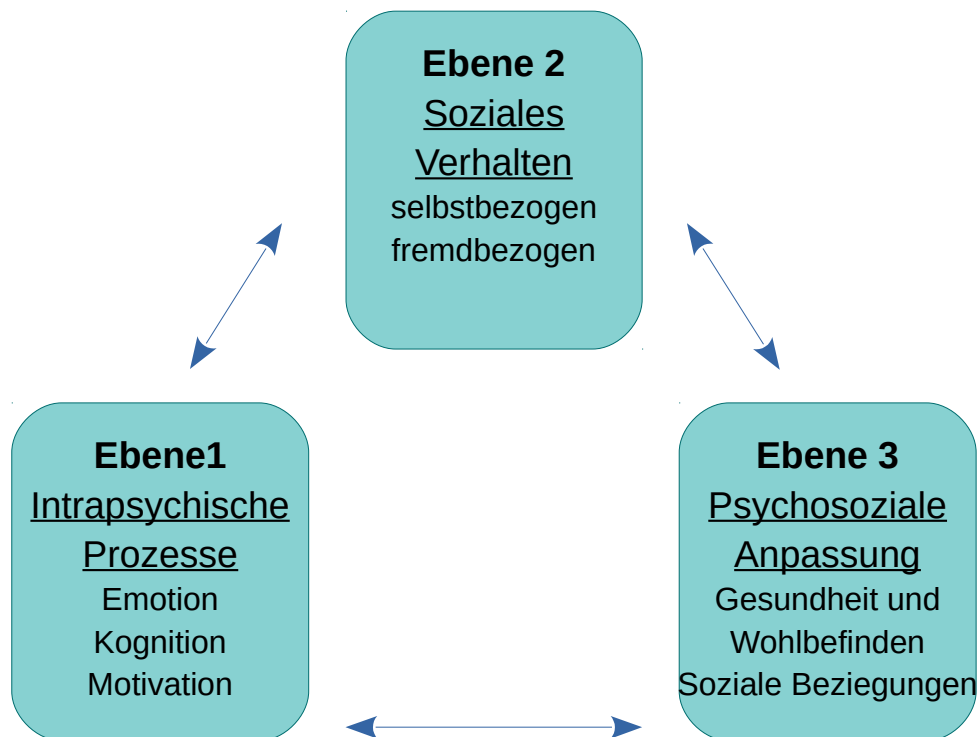 Ebene 2
Soziales
Verhalten
selbstbezogen
fremdbezogen
Ebene1
Intrapsychische
Prozesse
Emotion
Kognition
Motivation
Ebene 3
Psychosoziale
Anpassung
Gesundheit und
Wohlbefinden
Soziale Beziegungen